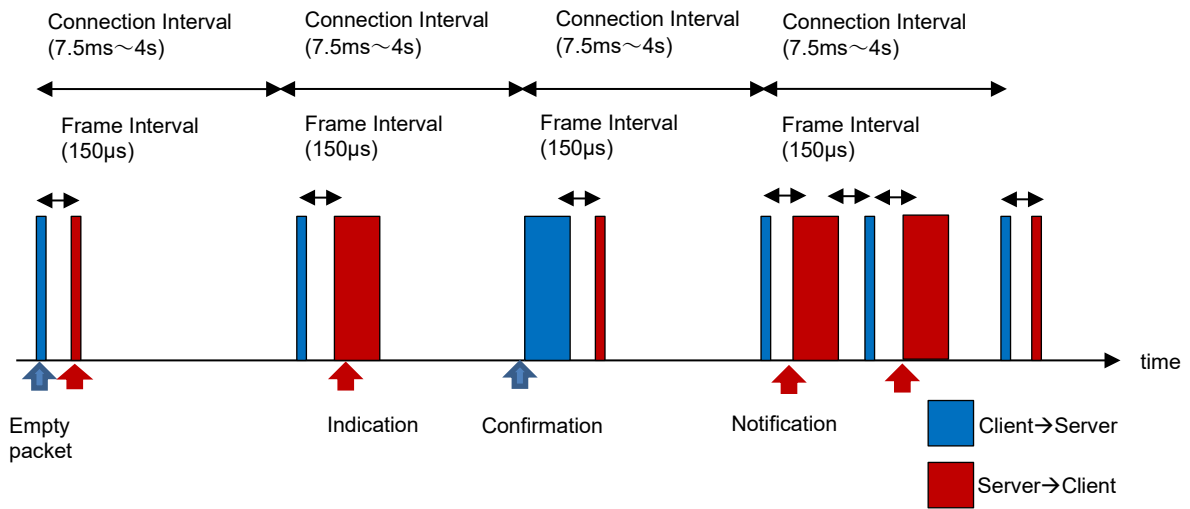 Connection Interval
(7.5ms～4s)
Connection Interval
(7.5ms～4s)
Connection Interval
(7.5ms～4s)
Connection Interval
(7.5ms～4s)
Frame Interval
(150µs)
Frame Interval
(150µs)
Frame Interval
(150µs)
Frame Interval
(150µs)
time
Empty
packet
Indication
Confirmation
Notification
Client→Server
Server→Client